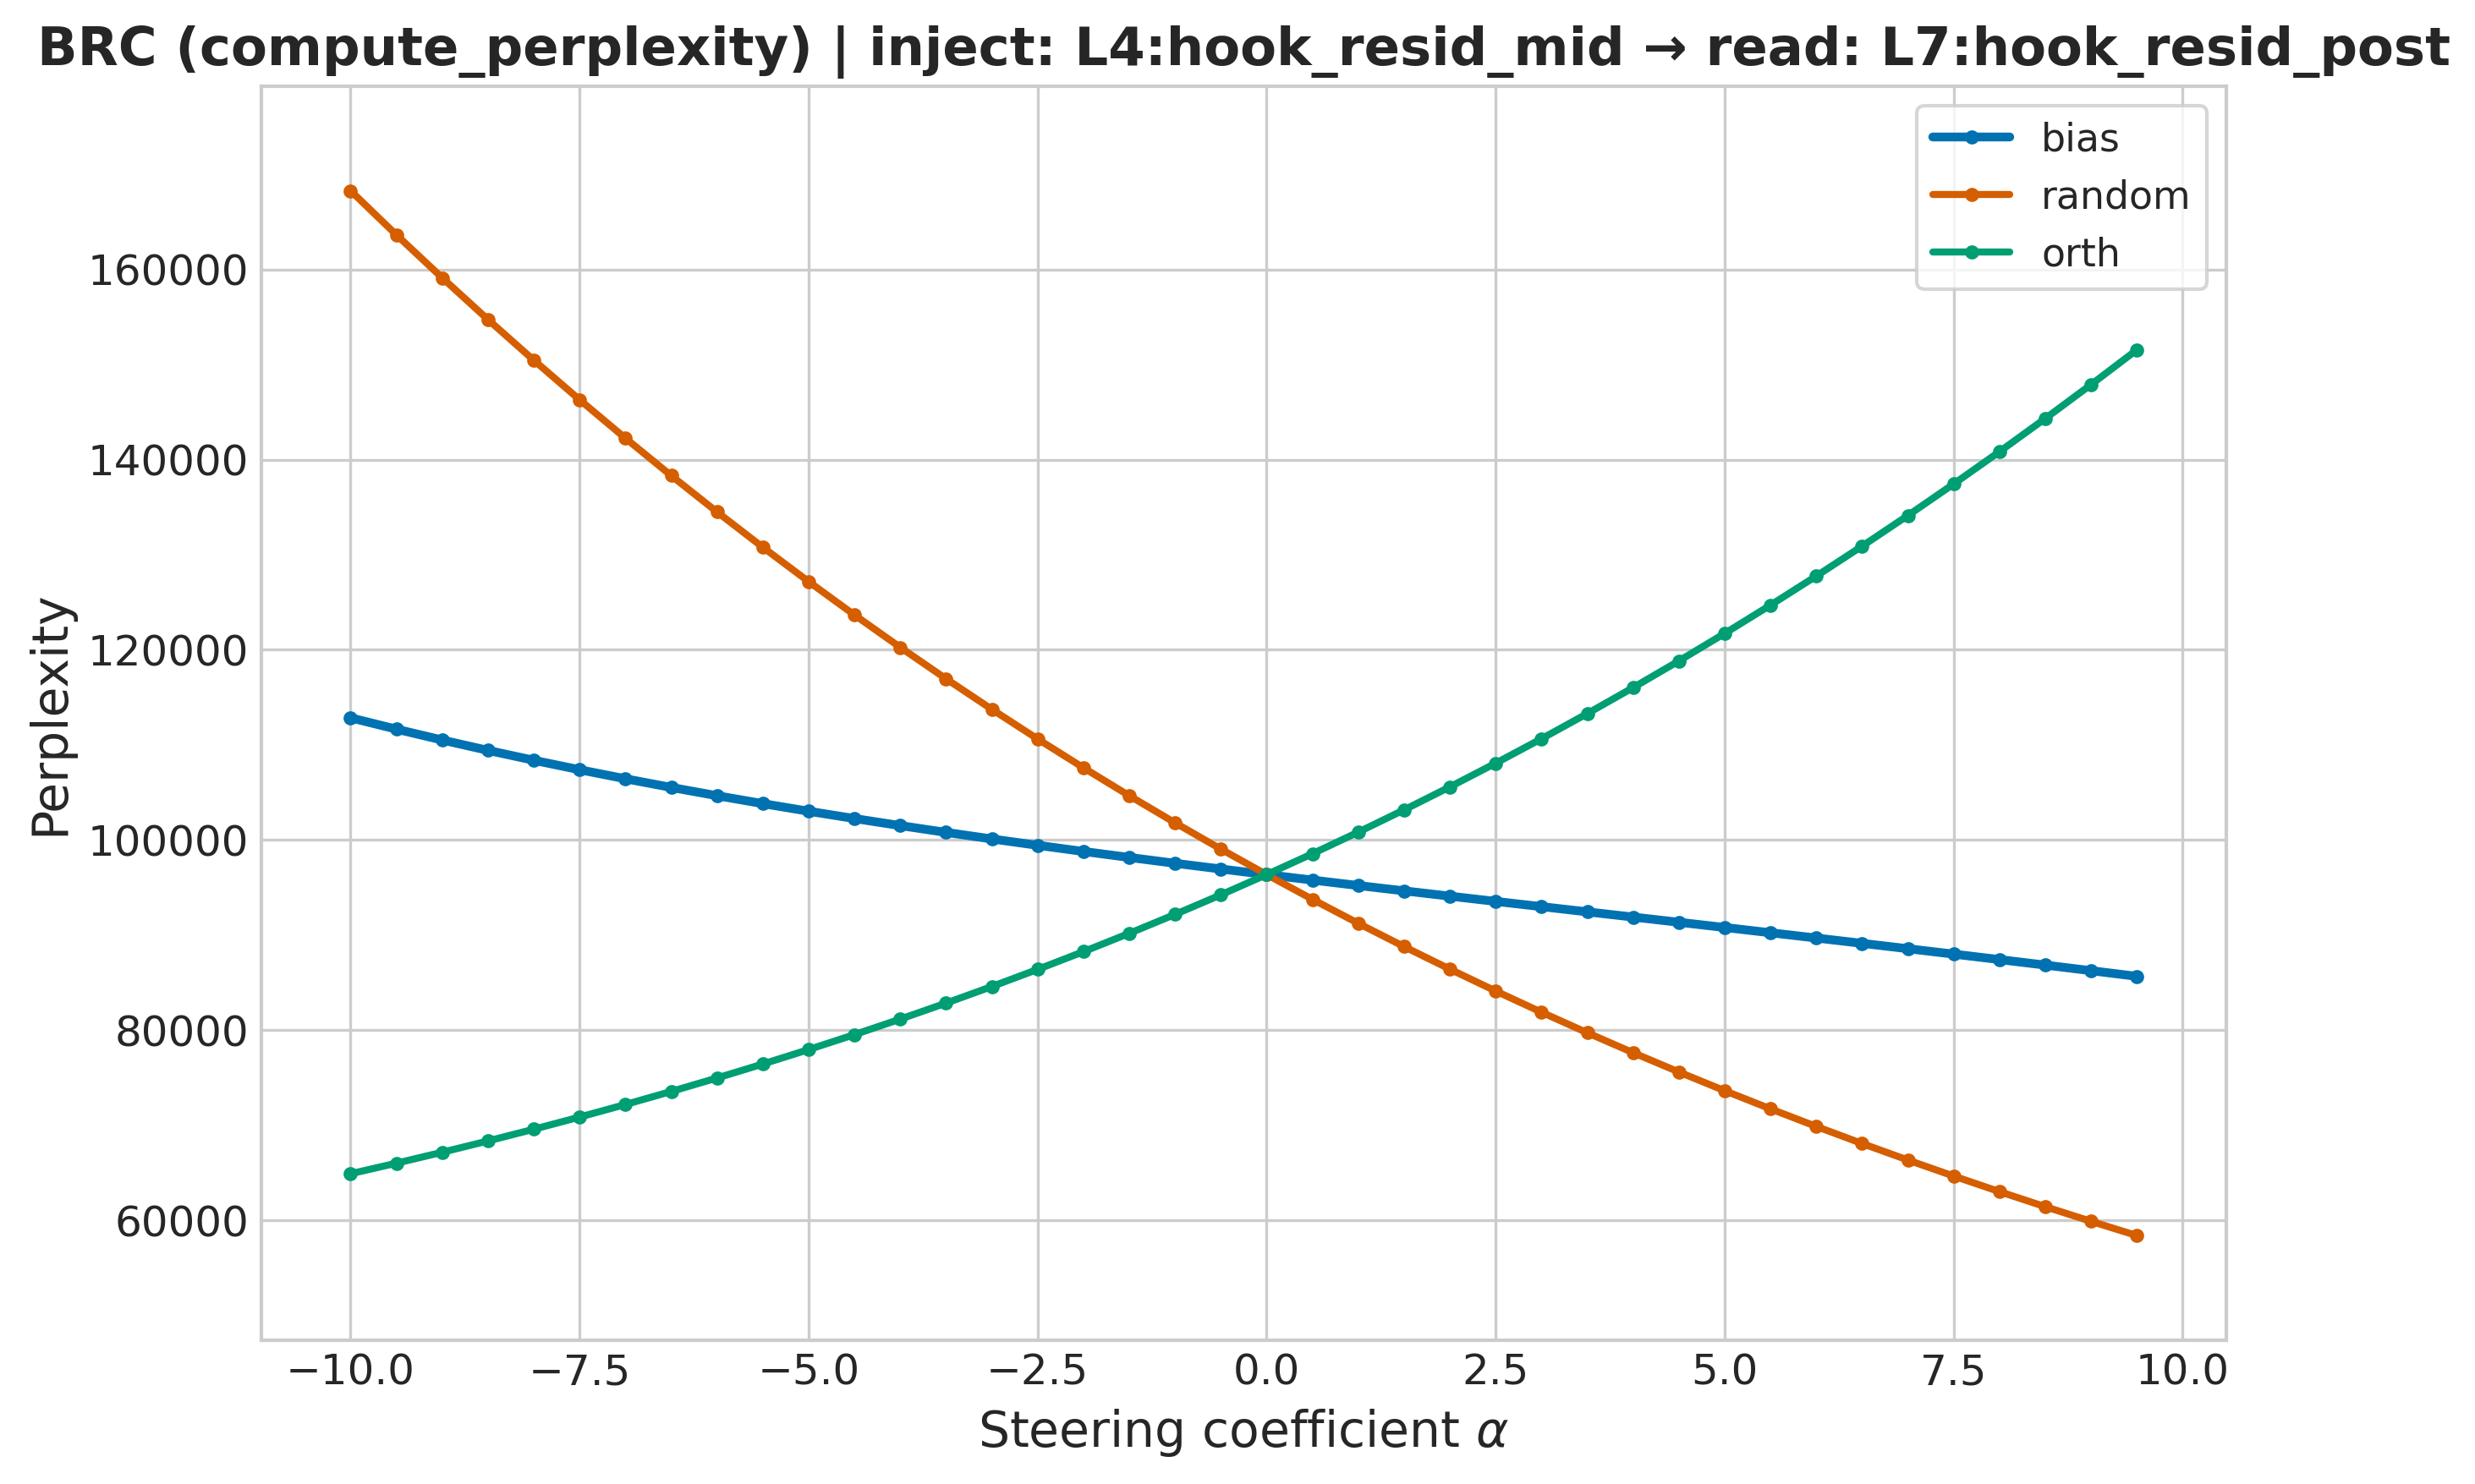 BRC (compute_perplexity) | inject: L4:hook_resid_mid → read: L7:hook_resid_post
bias
random
orth
160000
140000
120000
100000
80000
60000
Perplexity
−10.0 −7.5 −5.0 −2.5 0.0 2.5 5.0 7.5 10.0
Steering coefficient α